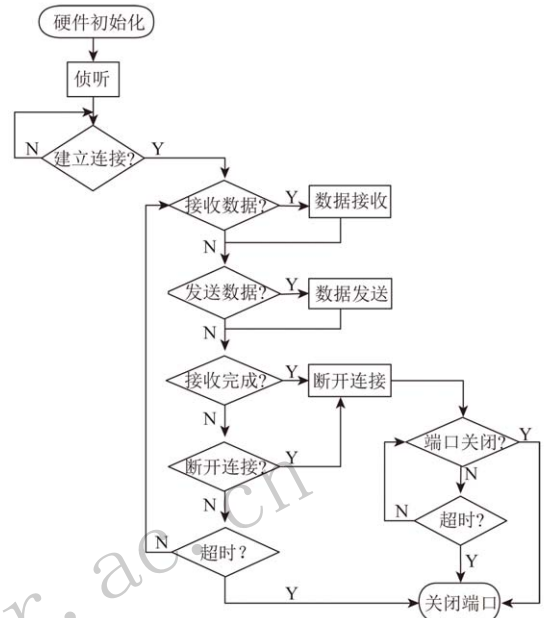 硬件初始化
侦听
建立连接?
N
Y
接收数据?
Y
数据接收
N
发送数据?
Y
数据发送
N
接收完成?
Y
断开连接
N
端口关闭?
Y
断开连接?
Y
N
N
超时?
N
超时?
N
Y
Y
关闭端口
r.ac.cn